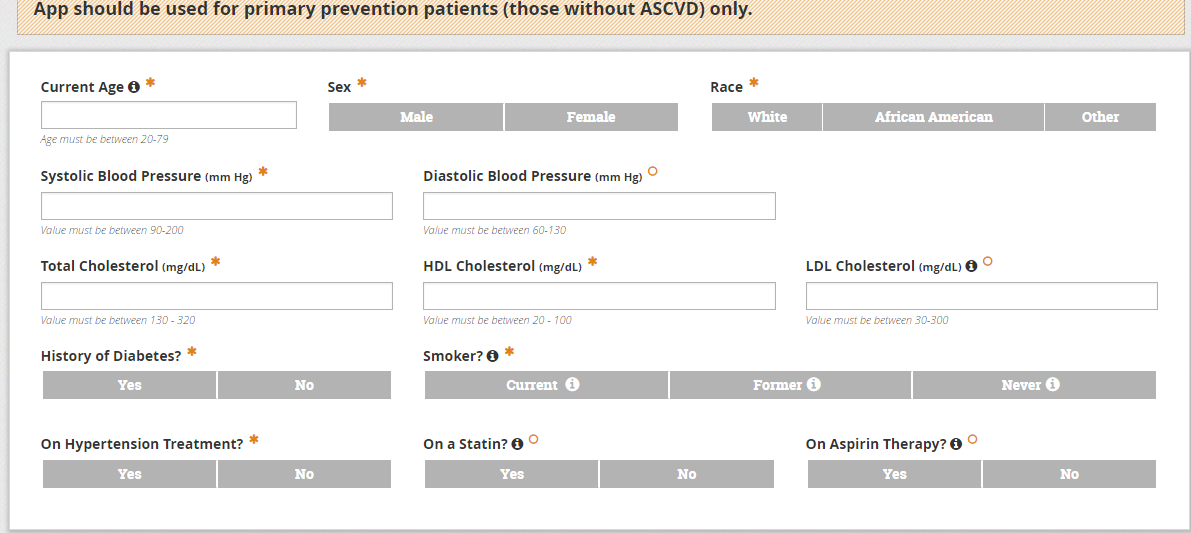 App should be used for primary prevention patients (those without ASCVD) only.
Current Age * Sex * Race *
Male Female White African American Other
Age must be between 20-79
Systolic Blood Pressure (mm Hg) * Diastolic Blood Pressure (mm Hg)
Value must be between 90-200 Value must be between 60-130
Total Cholesterol (mg/dL) * HDL Cholesterol (mg/dL) * LDL Cholesterol (mg/dL)
Value must be between 130 - 320 Value must be between 20 - 100 Value must be between 30-300
History of Diabetes? * Smoker? *
Yes No Current Former Never
On Hypertension Treatment? * On a Statin? On Aspirin Therapy?
Yes No Yes No Yes No